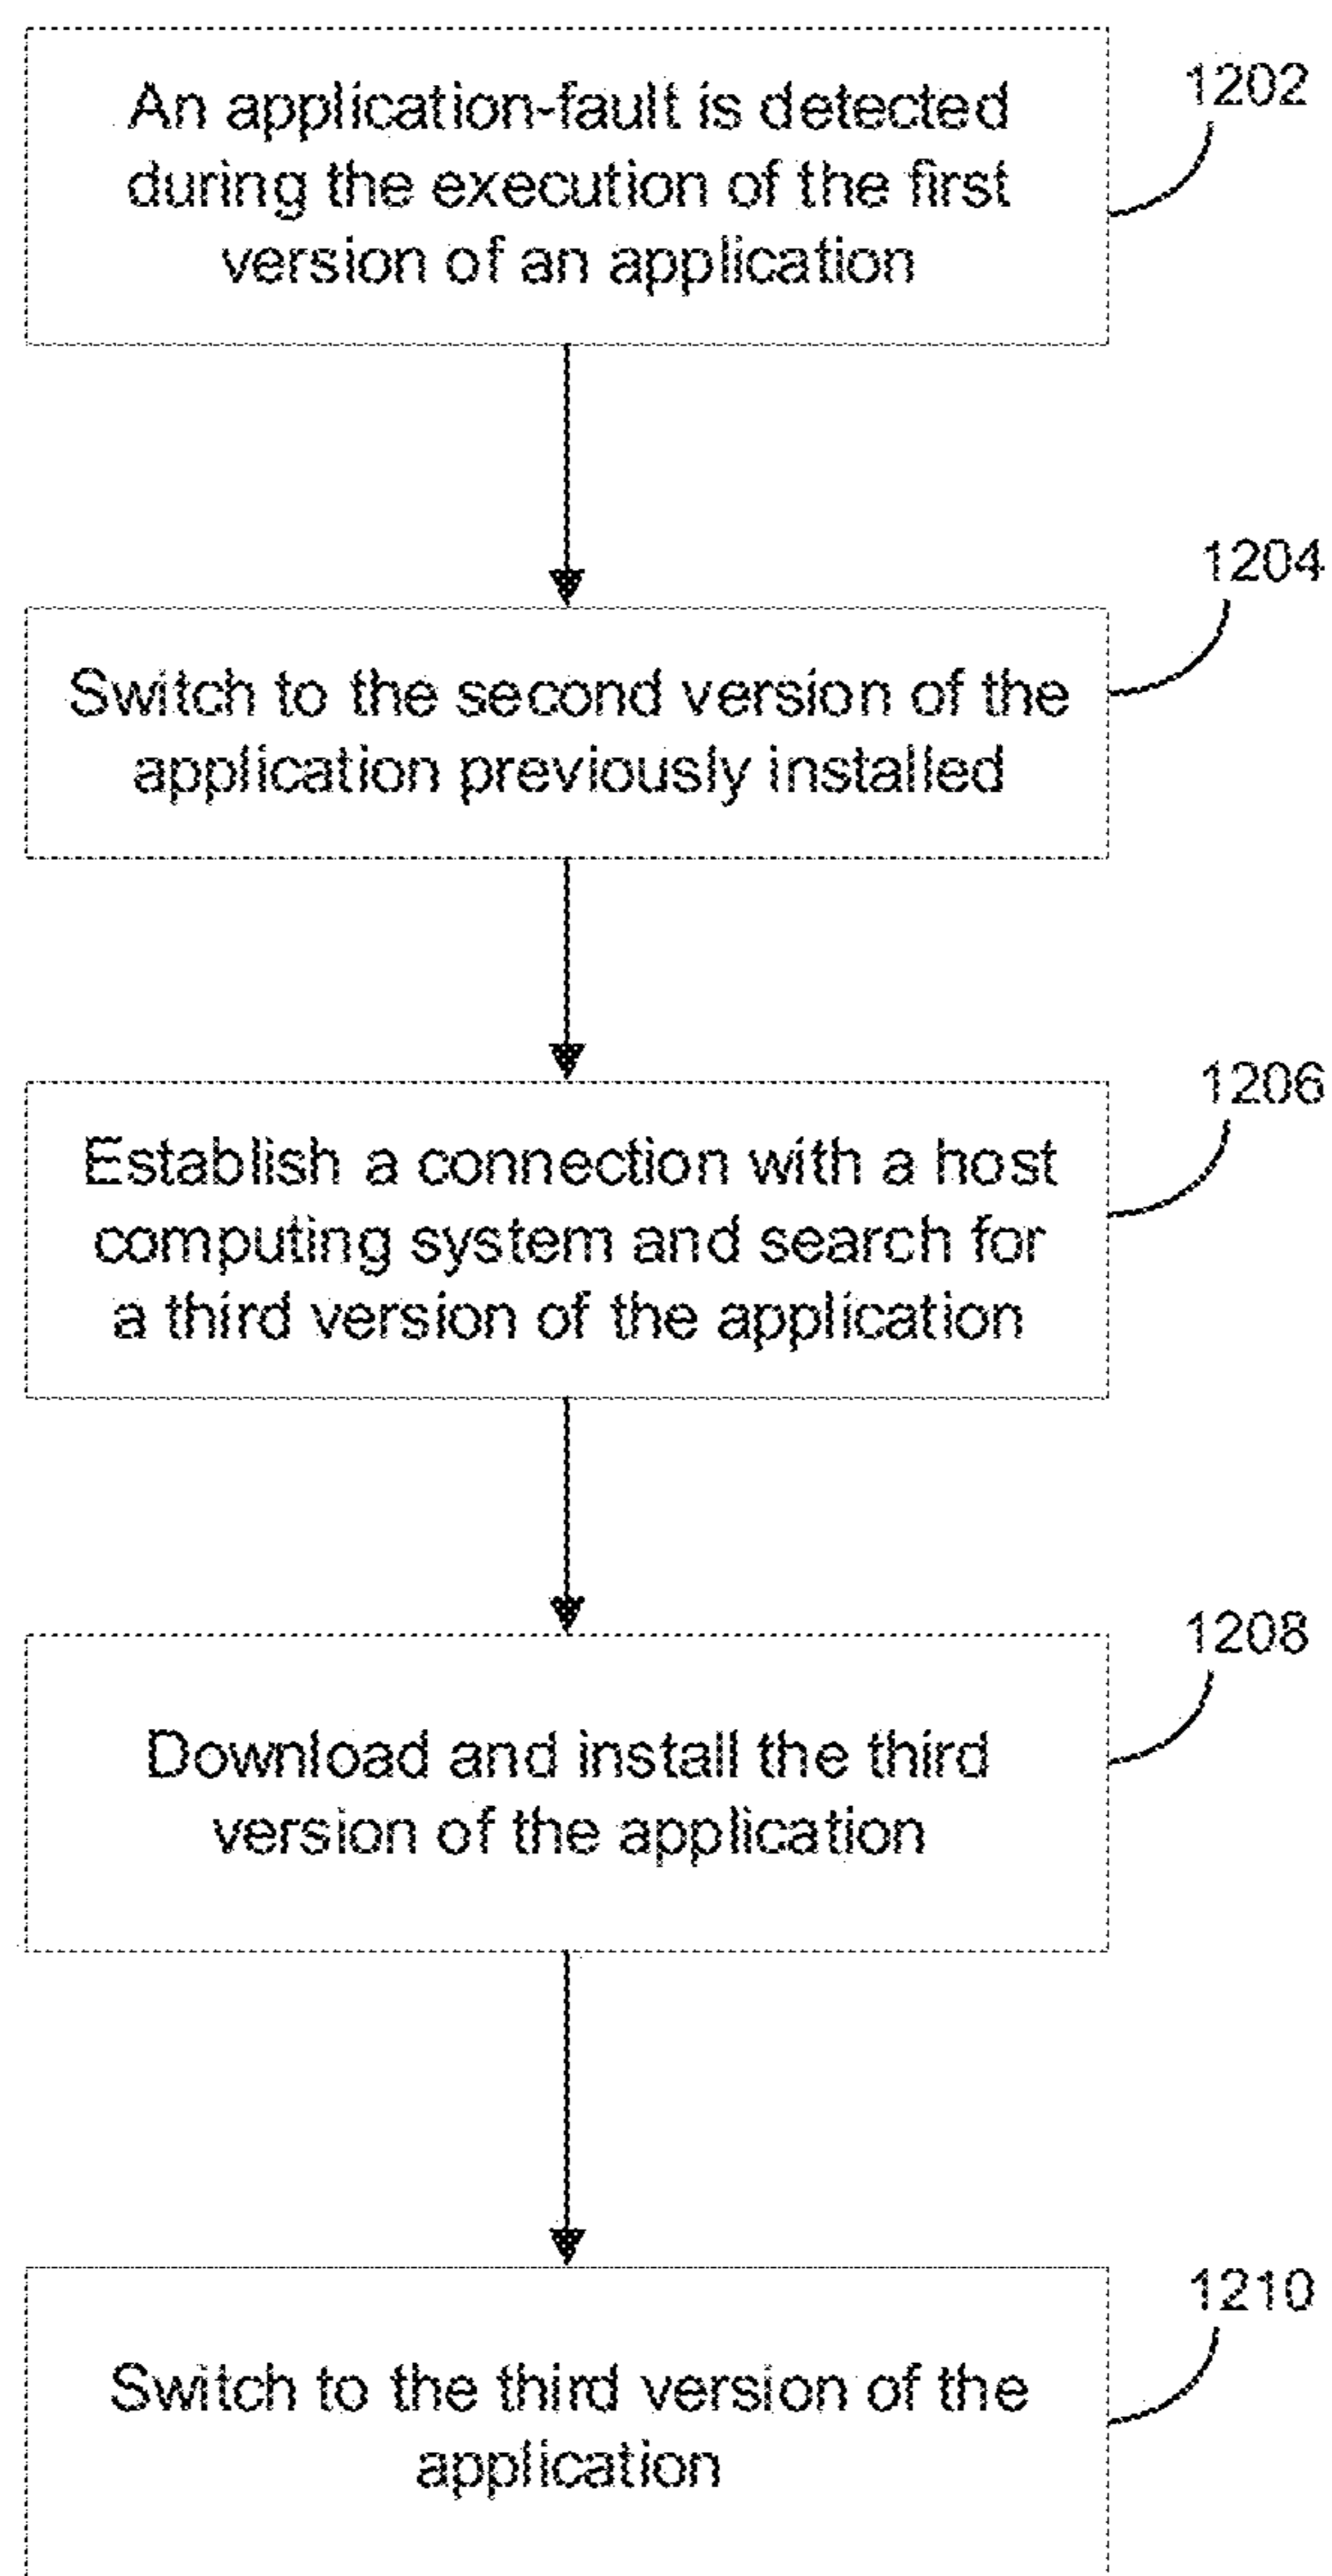 An application-fault is detected
during the execution of the first
version of an application
1202
Switch to the second version of the
application previously installed
1204
Establish a connection with a host
computing system and search for
a third version of the application
1206
Download and install the third
version of the application
1208
Switch to the third version of the
application
1210